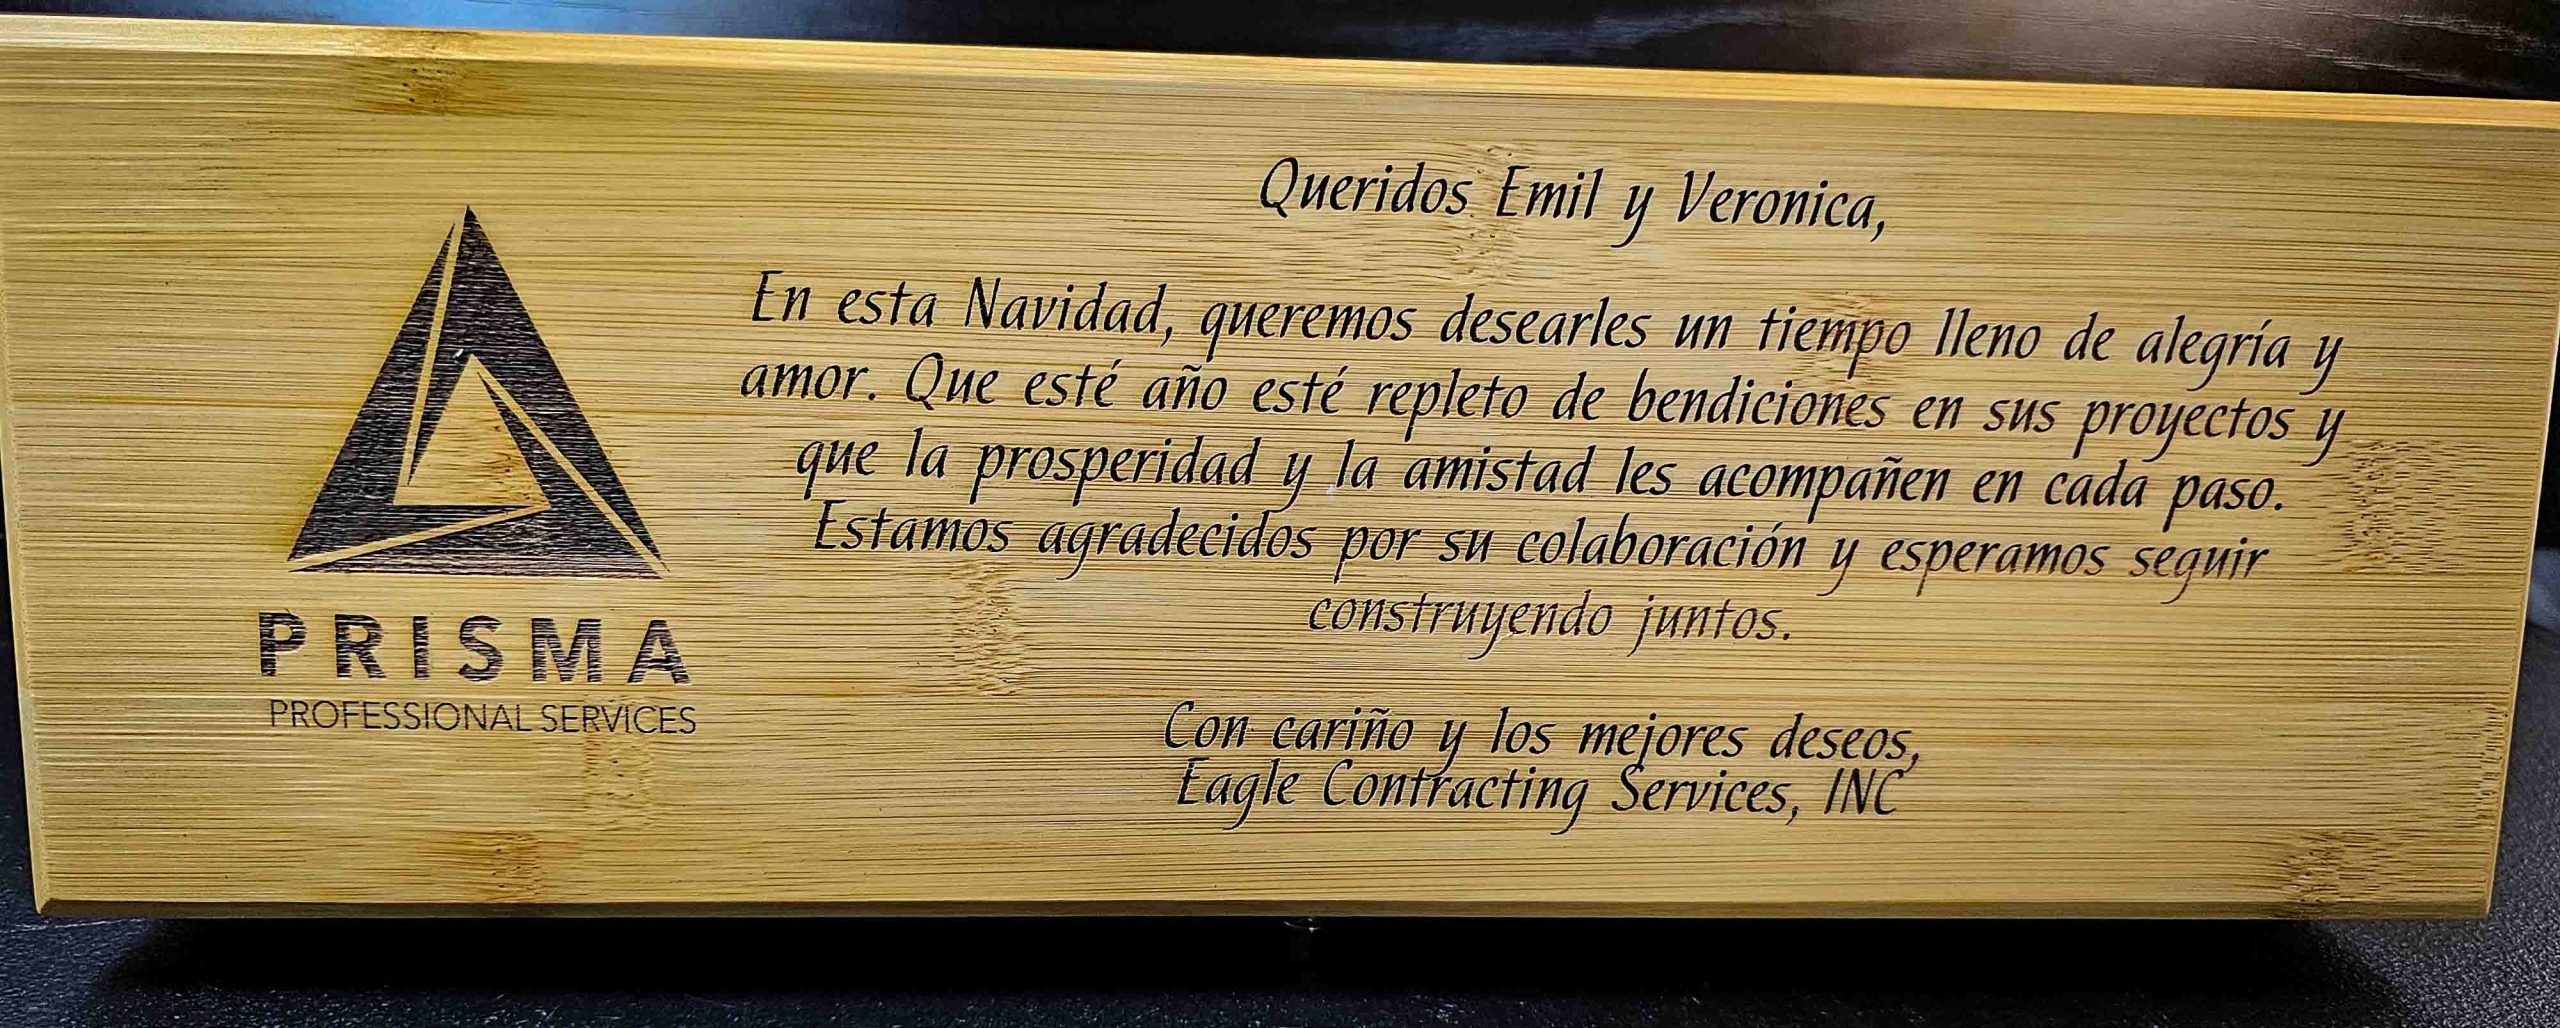 PRISMA
PROFESSIONAL SERVICES
Queridos Emil y Veronica,
En esta Navidad, queremos desearles un tiempo lleno de alegría y
amor. Que esté año esté repleto de bendiciones en sus proyectos y
que la prosperidad y la amistad les acompañen en cada paso.
Estamos agradecidos por su colaboración y esperamos seguir
construyendo juntos.
Con cariño y los mejores deseos,
Eagle Contracting Services, INC